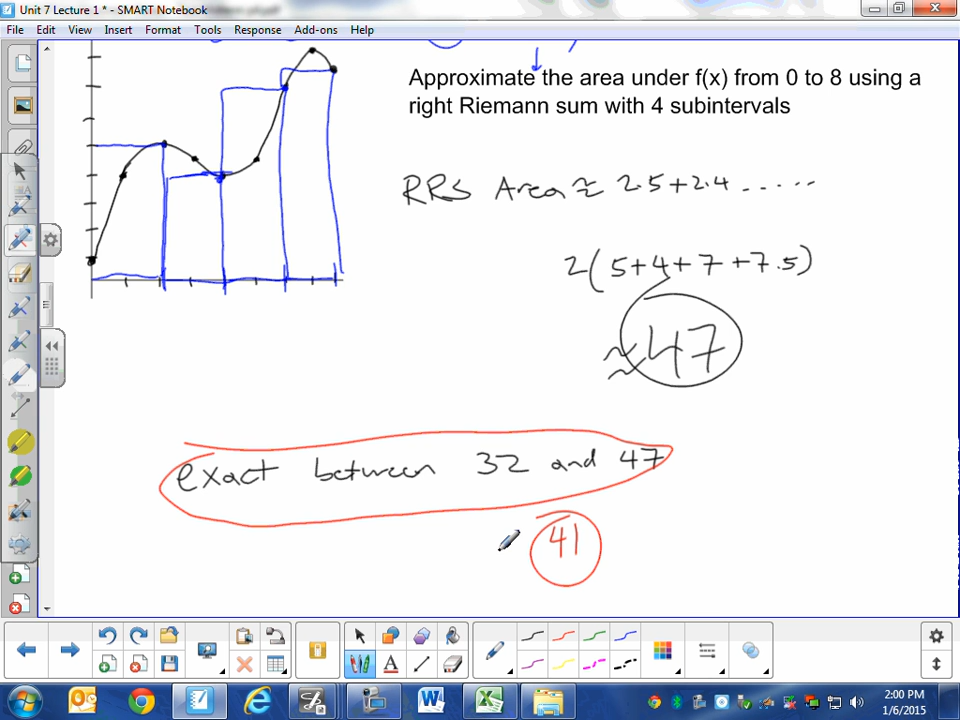 Unit 7 Lecture 1 * - SMART Notebook
File Edit View Insert Format Tools Response Add-ons Help
Approximate the area under f(x) from 0 to 8 using a
right Riemann sum with 4 subintervals
RRS Area ≈ 2·5+2·4 ......
2(5+4+7+7.5)
≈47
exact between 32 and 47
41
2:00 PM
1/6/2015